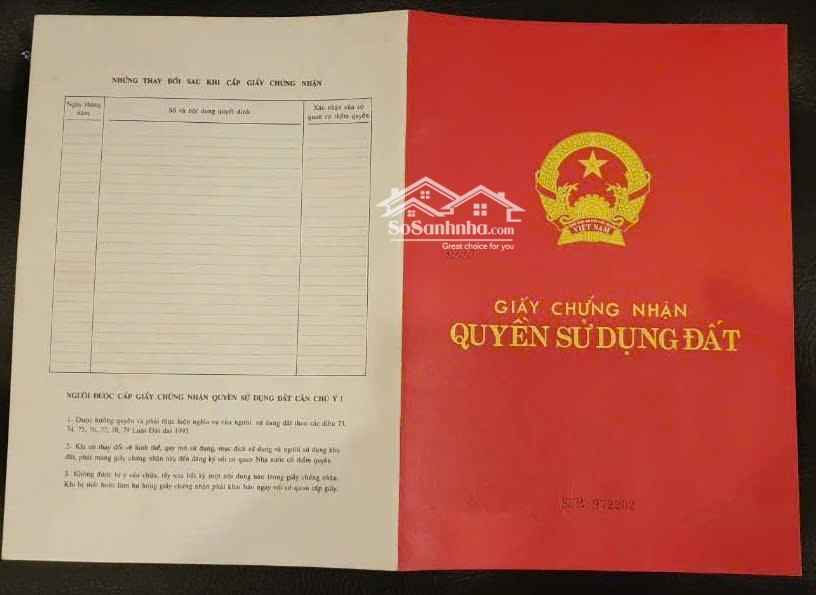 NHỮNG THAY ĐỔI SAU KHI CẤP GIẤY CHỨNG NHẬN
Ngày tháng năm
Số và nội dung quyết định
Xác nhận của cơ quan có thẩm quyền
NGƯỜI ĐƯỢC CẤP GIẤY CHỨNG NHẬN QUYỀN SỬ DỤNG ĐẤT CẦN CHÚ Ý !
1- Được hưởng quyền và phải thực hiện nghĩa vụ của người sử dụng đất theo các điều 73,
74, 75, 76, 77, 78, 79 Luật Đất đai 1993.
2- Khi có thay đổi về hình thể, quy mô sử dụng, mục đích sử dụng và người sử dụng khu
đất, phải mang giấy chứng nhận này đến đăng ký với cơ quan Nhà nước có thẩm quyền.
3- Không được tự ý sửa chữa, tẩy xóa bất kỳ một nội dung nào trong giấy chứng nhận.
Khi bị mất hoặc làm hư hỏng giấy chứng nhận phải khai báo ngay với cơ quan cấp giấy.
SoSanhnha.com
Great choice for you
VIỆT NAM
GIẤY CHỨNG NHẬN
QUYỀN SỬ DỤNG ĐẤT
972202